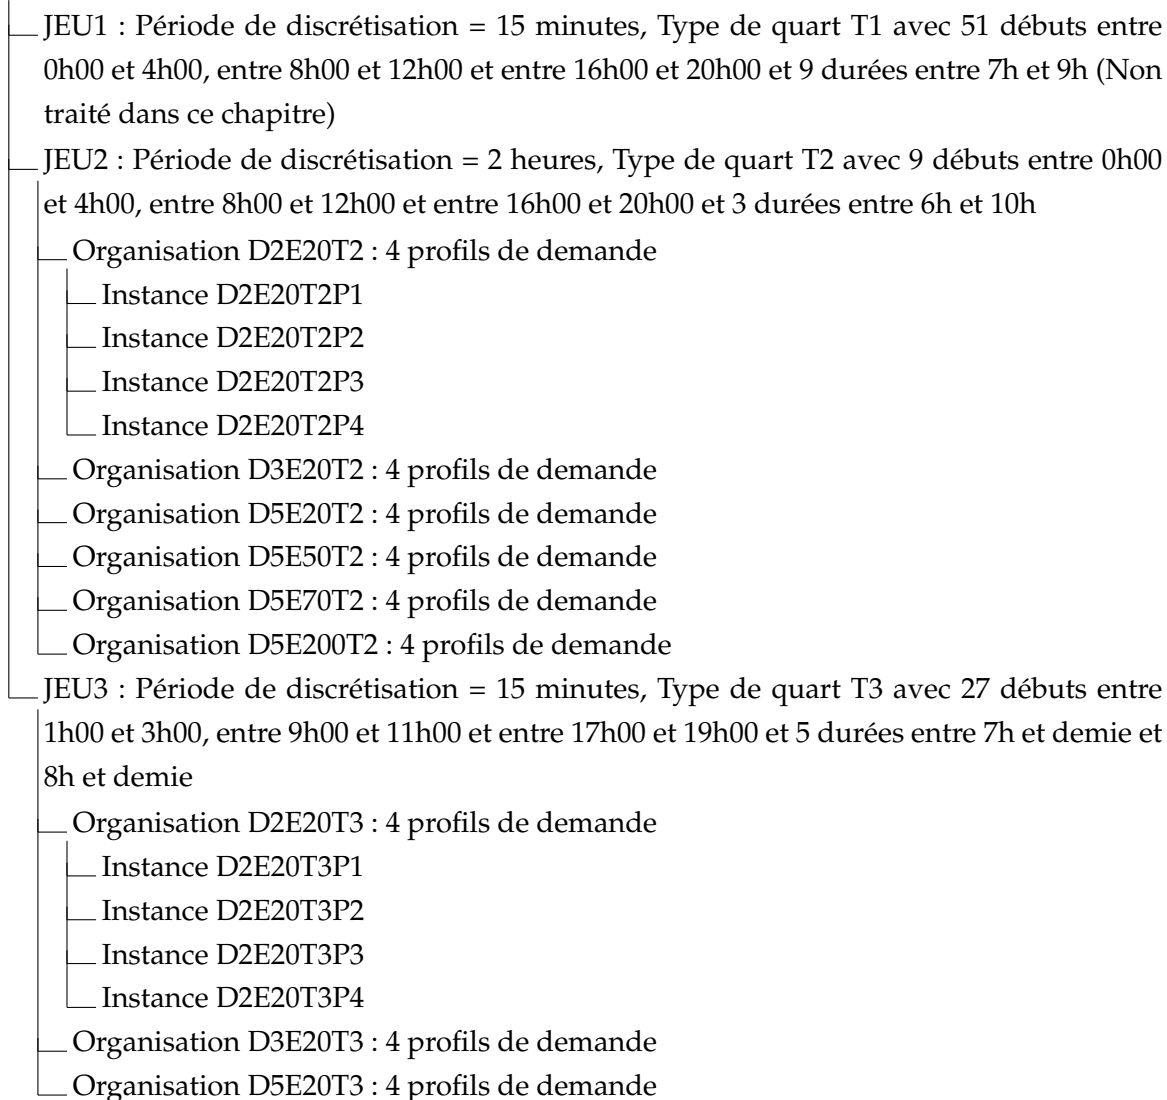 JEU1 : Période de discrétisation = 15 minutes, Type de quart T1 avec 51 débuts entre
0h00 et 4h00, entre 8h00 et 12h00 et entre 16h00 et 20h00 et 9 durées entre 7h et 9h (Non
traité dans ce chapitre)
JEU2 : Période de discrétisation = 2 heures, Type de quart T2 avec 9 débuts entre 0h00
et 4h00, entre 8h00 et 12h00 et entre 16h00 et 20h00 et 3 durées entre 6h et 10h
Organisation D2E20T2 : 4 profils de demande
Instance D2E20T2P1
Instance D2E20T2P2
Instance D2E20T2P3
Instance D2E20T2P4
Organisation D3E20T2 : 4 profils de demande
Organisation D5E20T2 : 4 profils de demande
Organisation D5E50T2 : 4 profils de demande
Organisation D5E70T2 : 4 profils de demande
Organisation D5E200T2 : 4 profils de demande
JEU3 : Période de discrétisation = 15 minutes, Type de quart T3 avec 27 débuts entre
1h00 et 3h00, entre 9h00 et 11h00 et entre 17h00 et 19h00 et 5 durées entre 7h et demie et
8h et demie
Organisation D2E20T3 : 4 profils de demande
Instance D2E20T3P1
Instance D2E20T3P2
Instance D2E20T3P3
Instance D2E20T3P4
Organisation D3E20T3 : 4 profils de demande
Organisation D5E20T3 : 4 profils de demande